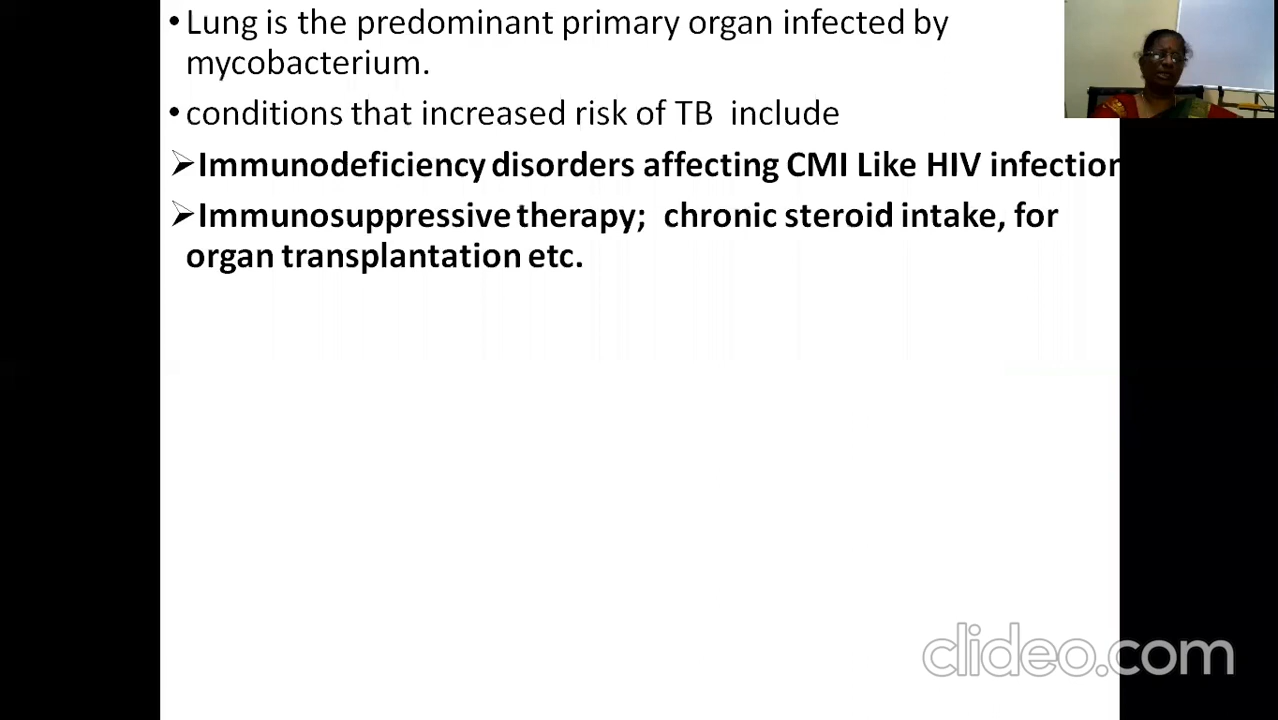 •Lung is the predominant primary organ infected by
mycobacterium.
•conditions that increased risk of TB include
➢Immunodeficiency disorders affecting CMI Like HIV infection
➢Immunosuppressive therapy; chronic steroid intake, for
organ transplantation etc.
clideo.com